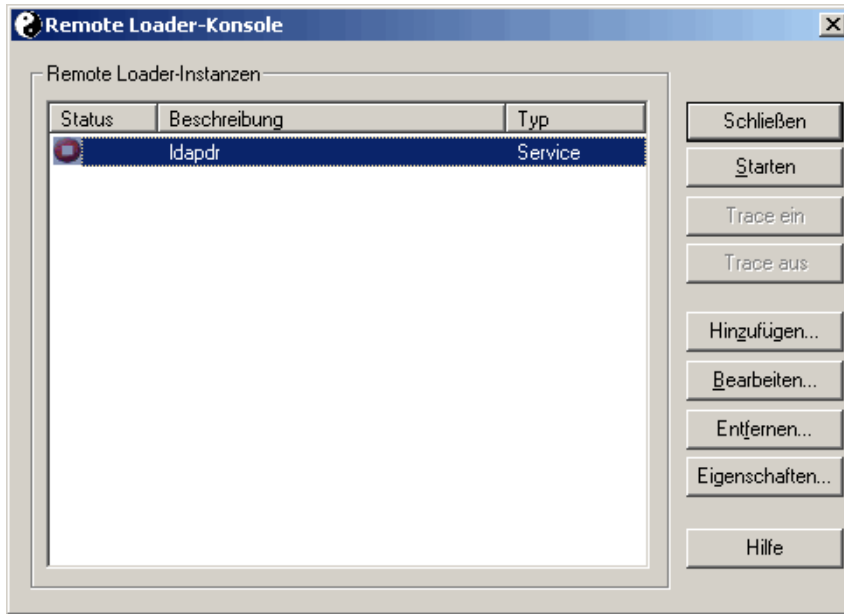 Remote Loader-Konsole
Remote Loader-Instanzen
Status Beschreibung Typ
ldapdr Service
Schließen
Starten
Trace ein
Trace aus
Hinzufügen...
Bearbeiten...
Entfernen...
Eigenschaften...
Hilfe